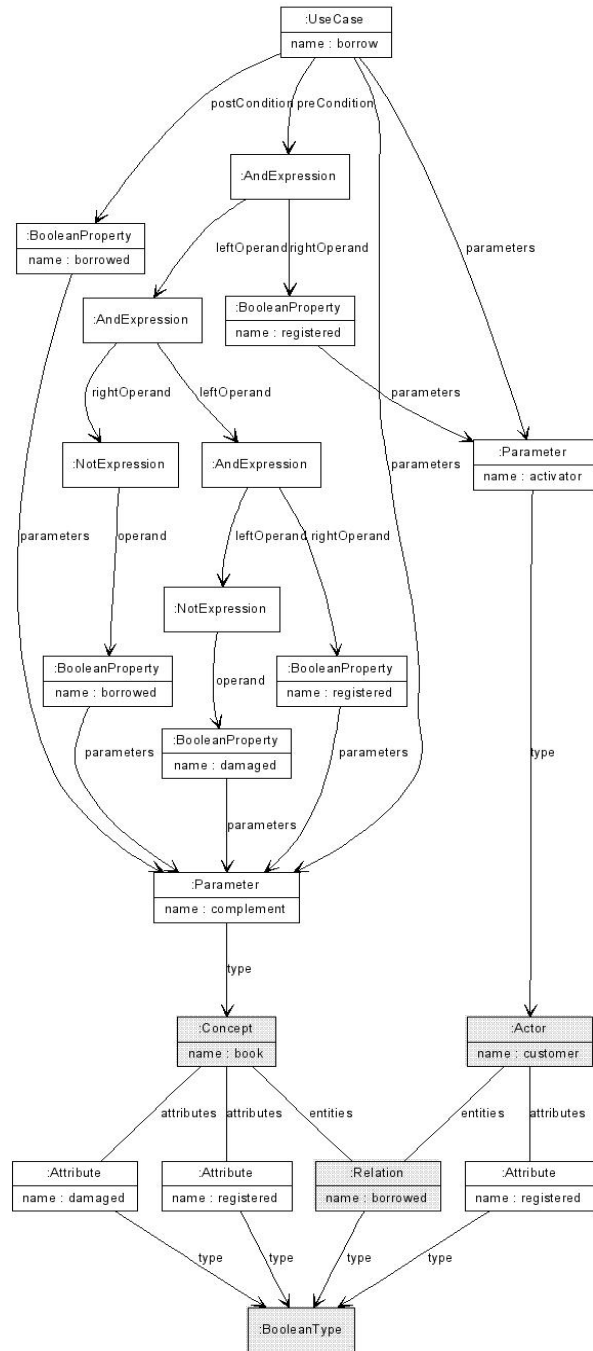 :UseCase
name : borrow
postCondition preCondition
:AndExpression
:BooleanProperty
name : borrowed
leftOperand rightOperand
parameters
:AndExpression
:BooleanProperty
name : registered
rightOperand
leftOperand
parameters
:NotExpression
:AndExpression
parameters
:Parameter
name : activator
parameters
operand
leftOperand rightOperand
:NotExpression
:BooleanProperty
name : borrowed
operand
:BooleanProperty
name : registered
parameters
:BooleanProperty
name : damaged
parameters
type
parameters
:Parameter
name : complement
type
:Concept
name : book
:Actor
name : customer
attributes
attributes
entities
entities
attributes
:Attribute
name : damaged
:Attribute
name : registered
:Relation
name : borrowed
:Attribute
name : registered
type
type
type
type
:BooleanType